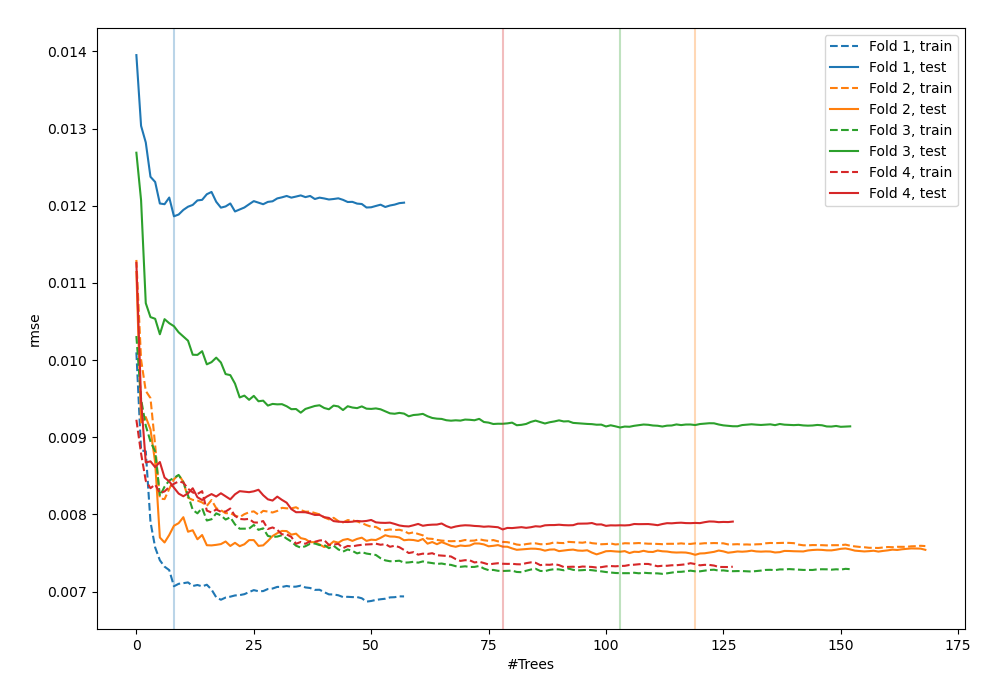 0.014
0.013
0.012
0.011
0.010
0.009
0.008
0.007
rmse
0
25
50
75
100
125
150
175
#Trees
Fold 1, train
Fold 1, test
Fold 2, train
Fold 2, test
Fold 3, train
Fold 3, test
Fold 4, train
Fold 4, test